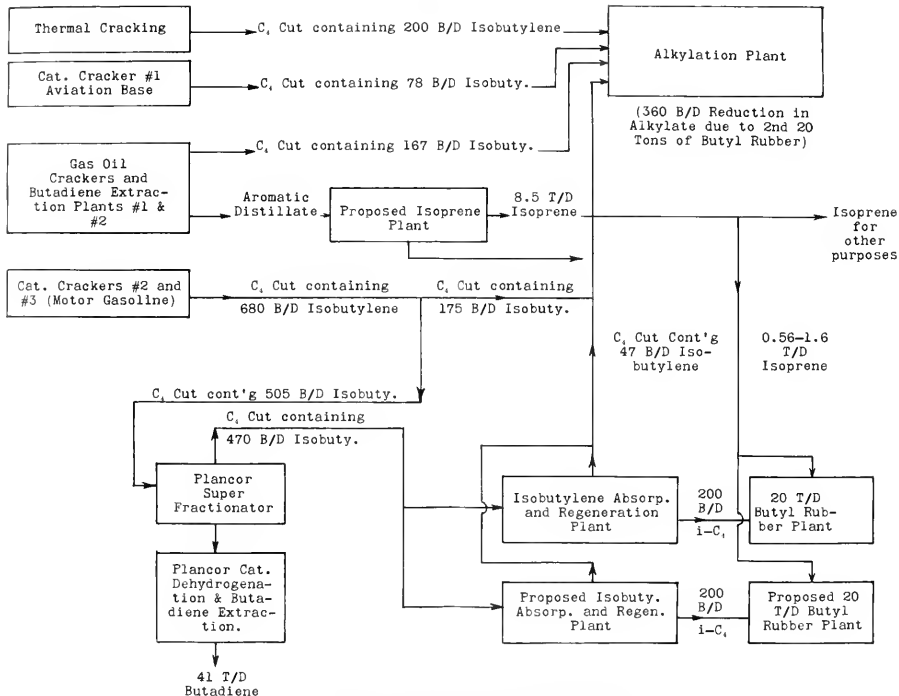 Thermal Cracking
C₄ Cut containing 200 B/D Isobutylene
Alkylation Plant
Cat. Cracker #1
Aviation Base
C₄ Cut containing 78 B/D Isobuty.
(360 B/D Reduction in
Alkylate due to 2nd 20
Tons of Butyl Rubber)
Gas Oil
Crackers and
Butadiene Extrac-
tion Plants #1 &
#2
C₄ Cut containing 167 B/D Isobuty.
Aromatic
Distillate
Proposed Isoprene
Plant
8.5 T/D
Isoprene
Isoprene
for
other
purposes
Cat. Crackers #2 and
#3 (Motor Gasoline)
C₄ Cut containing
680 B/D Isobutylene
C₄ Cut containing
175 B/D Isobuty.
C₄ Cut Cont'g
47 B/D Iso-
butylene
0.56–1.6
T/D
Isoprene
C₄ Cut cont'g 505 B/D Isobuty.
C₄ Cut containing
470 B/D Isobuty.
Plancor
Super
Fractionator
Isobutylene Absorp.
and Regeneration
Plant
200
B/D
i–C₄
20 T/D
Butyl Rub-
ber Plant
Plancor Cat.
Dehydrogena-
tion & Buta-
diene Extrac-
tion.
Proposed Isobuty.
Absorp. and Regen.
Plant
200
B/D
i–C₄
Proposed 20
T/D Butyl
Rubber Plant
41 T/D
Butadiene